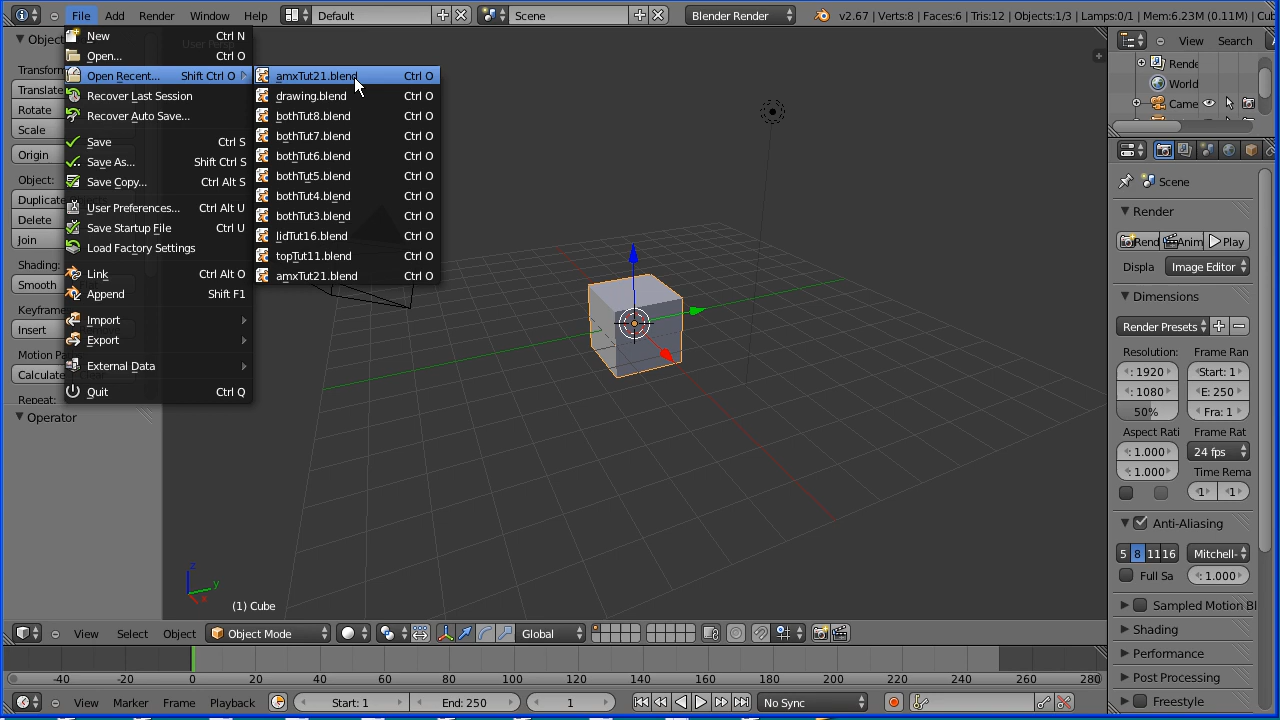 File Add Render Window Help Default Scene Blender Render v2.67 | Verts:8 | Faces:6 | Tris:12 | Objects:1/3 | Lamps:0/1 | Mem:6.23M (0.11M) | Cub
New Ctrl N
Open... Ctrl O
Open Recent... Shift Ctrl O
Recover Last Session
Recover Auto Save...
Save Ctrl S
Save As... Shift Ctrl S
Save Copy... Ctrl Alt S
User Preferences... Ctrl Alt U
Save Startup File Ctrl U
Load Factory Settings
Link Ctrl Alt O
Append Shift F1
Import
Export
External Data
Quit Ctrl Q
amxTut21.blend Ctrl O
drawing.blend Ctrl O
bothTut8.blend Ctrl O
bothTut7.blend Ctrl O
bothTut6.blend Ctrl O
bothTut5.blend Ctrl O
bothTut4.blend Ctrl O
bothTut3.blend Ctrl O
lidTut16.blend Ctrl O
topTut11.blend Ctrl O
amxTut21.blend Ctrl O
Objec
Transform
Translate
Rotate
Scale
Origin
Object:
Duplicate
Delete
Join
Shading:
Smooth
Keyframe
Insert
Motion Pa
Calculate
Repeat:
Operator
User Persp
z
y
x
(1) Cube
View Select Object Object Mode Global
-40 -20 0 20 40 60 80 100 120 140 160 180 200 220 240 260 280
View Marker Frame Playback Start: 1 End: 250 1 No Sync
View Search
Rende
World
Came
Scene
Render
Rend Anim Play
Displa Image Editor
Dimensions
Render Presets
Resolution: Frame Ran
: 1920 Start: 1
: 1080 E: 250
50% Fra: 1
Aspect Rati Frame Rat
: 1.000 24 fps
: 1.000 Time Rema
1 1
Anti-Aliasing
5 8 11 16 Mitchell-
Full Sa : 1.000
Sampled Motion Bl
Shading
Performance
Post Processing
Freestyle